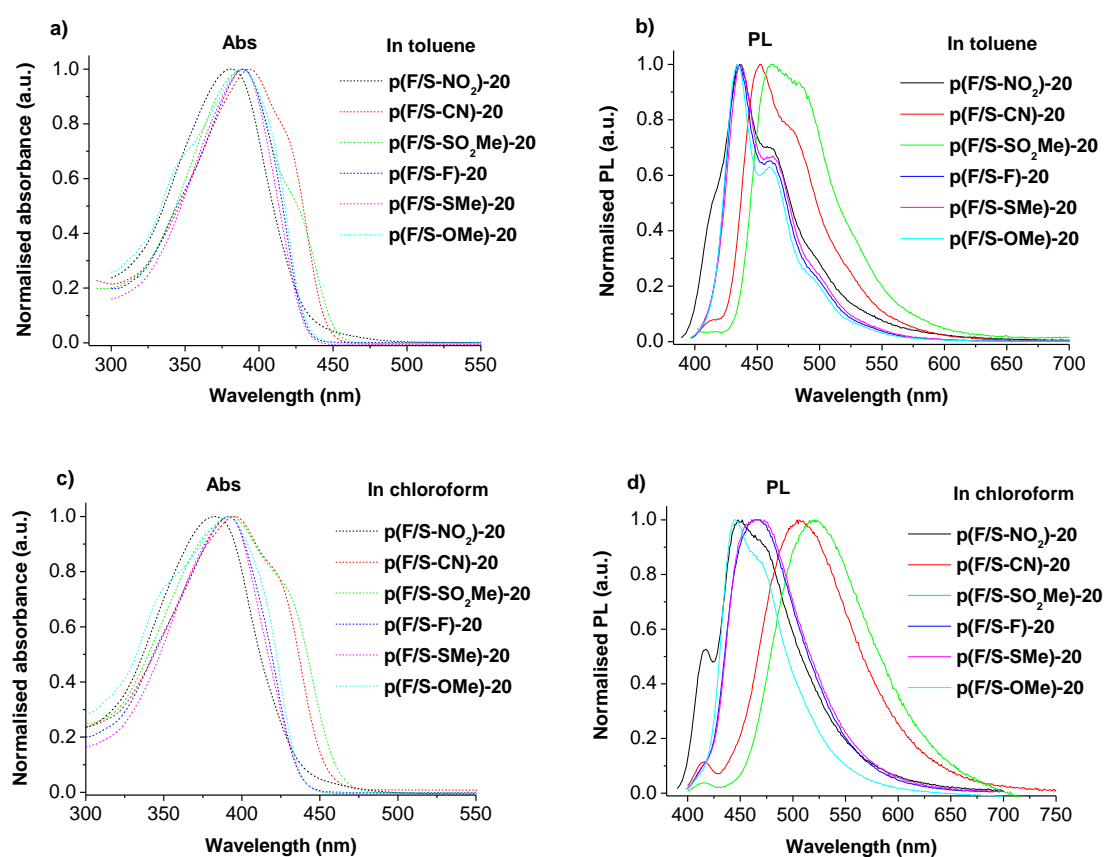 a)
Abs
In toluene
p(F/S-NO₂)-20
p(F/S-CN)-20
p(F/S-SO₂Me)-20
p(F/S-F)-20
p(F/S-SMe)-20
p(F/S-OMe)-20
Normalised absorbance (a.u.)
1.0
0.8
0.6
0.4
0.2
0.0
300 350 400 450 500 550
Wavelength (nm)
b)
PL
In toluene
p(F/S-NO₂)-20
p(F/S-CN)-20
p(F/S-SO₂Me)-20
p(F/S-F)-20
p(F/S-SMe)-20
p(F/S-OMe)-20
Normalised PL (a.u.)
1.0
0.8
0.6
0.4
0.2
0.0
400 450 500 550 600 650 700
Wavelength (nm)
c)
Abs
In chloroform
p(F/S-NO₂)-20
p(F/S-CN)-20
p(F/S-SO₂Me)-20
p(F/S-F)-20
p(F/S-SMe)-20
p(F/S-OMe)-20
Normalised absorbance (a.u.)
1.0
0.8
0.6
0.4
0.2
0.0
300 350 400 450 500 550
Wavelength (nm)
d)
PL
In chloroform
p(F/S-NO₂)-20
p(F/S-CN)-20
p(F/S-SO₂Me)-20
p(F/S-F)-20
p(F/S-SMe)-20
p(F/S-OMe)-20
Normalised PL (a.u.)
1.0
0.8
0.6
0.4
0.2
0.0
400 450 500 550 600 650 700 750
Wavelength (nm)